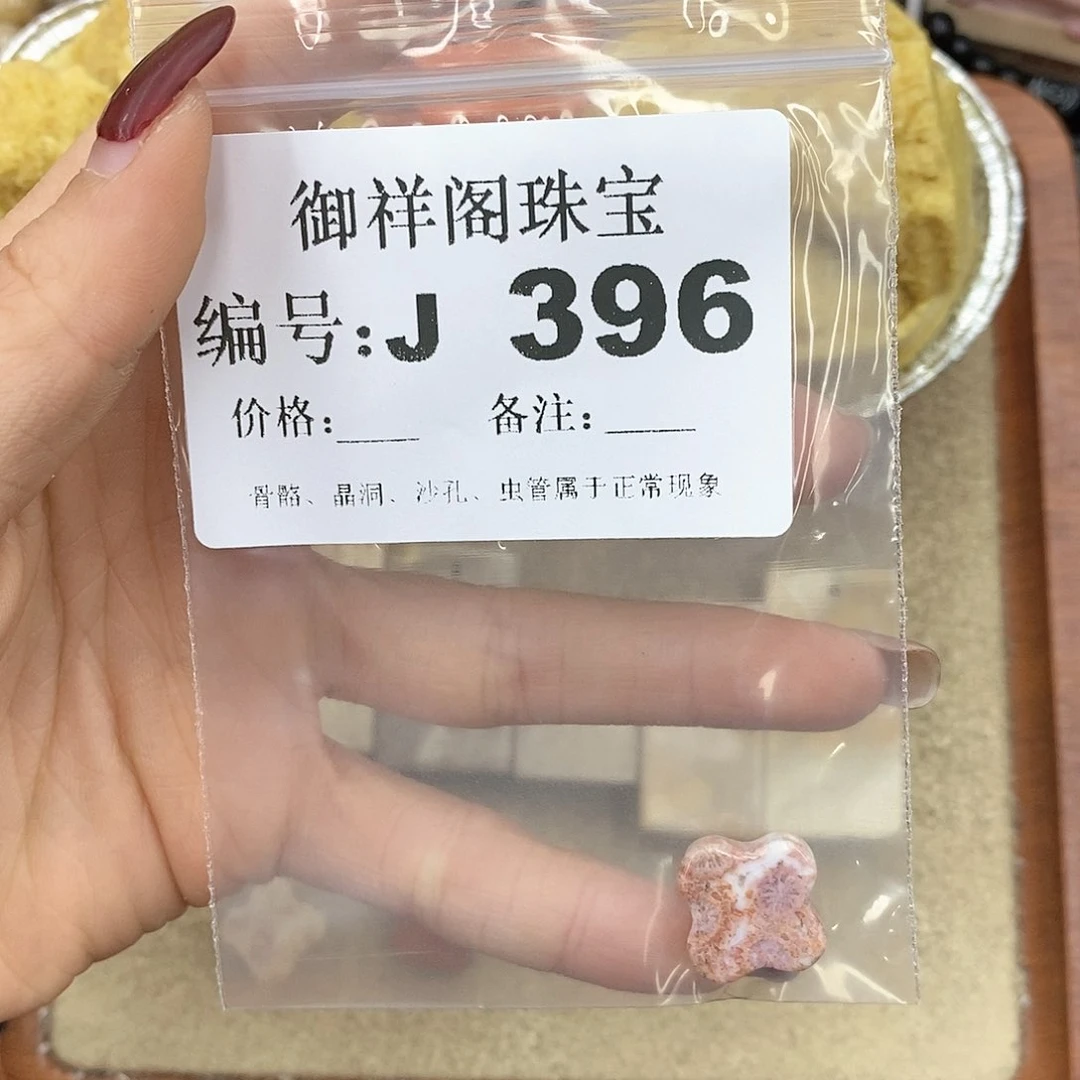 御祥阁珠宝
编号:J 396
价格:____ 备注:____
骨骼、晶洞、沙孔、虫管属于正常现象